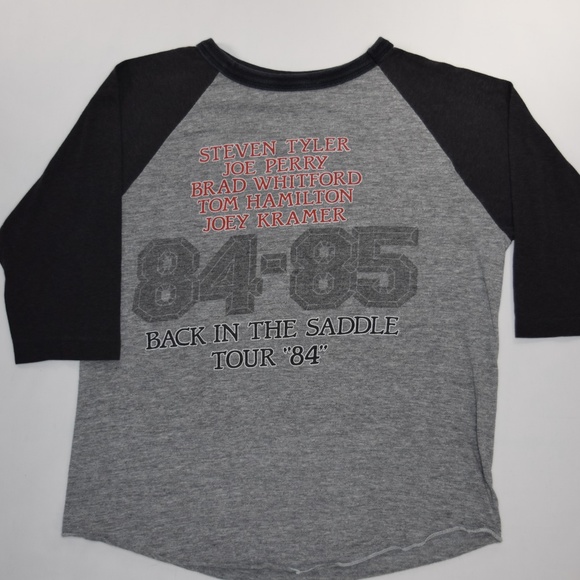 STEVEN TYLER
JOE PERRY
BRAD WHITFORD
TOM HAMILTON
JOEY KRAMER
84-85
BACK IN THE SADDLE
TOUR "84"